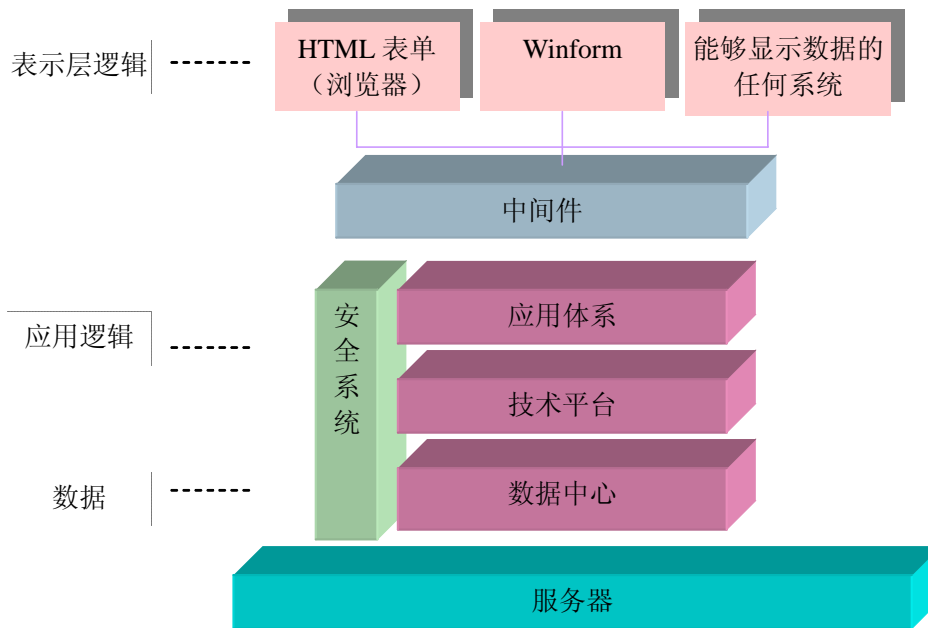 表示层逻辑
HTML 表单
（浏览器）
Winform
能够显示数据的
任何系统
中间件
安
全
系
统
应用体系
应用逻辑
技术平台
数据
数据中心
服务器